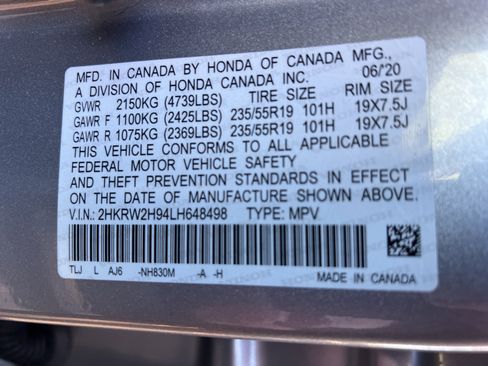 MFD. IN CANADA BY HONDA OF CANADA MFG.,
A DIVISION OF HONDA CANADA INC. 06/'20
GVWR 2150KG (4739LBS) TIRE SIZE RIM SIZE
GAWR F 1100KG (2425LBS) 235/55R19 101H 19X7.5J
GAWR R 1075KG (2369LBS) 235/55R19 101H 19X7.5J
THIS VEHICLE CONFORMS TO ALL APPLICABLE
FEDERAL MOTOR VEHICLE SAFETY
AND THEFT PREVENTION STANDARDS IN EFFECT
ON THE DATE OF MANUFACTURE SHOWN ABOVE.
V.I.N.: 2HKRW2H94LH648498 TYPE: MPV
TLJ L AJ6 -NH830M -A -H MADE IN CANADA